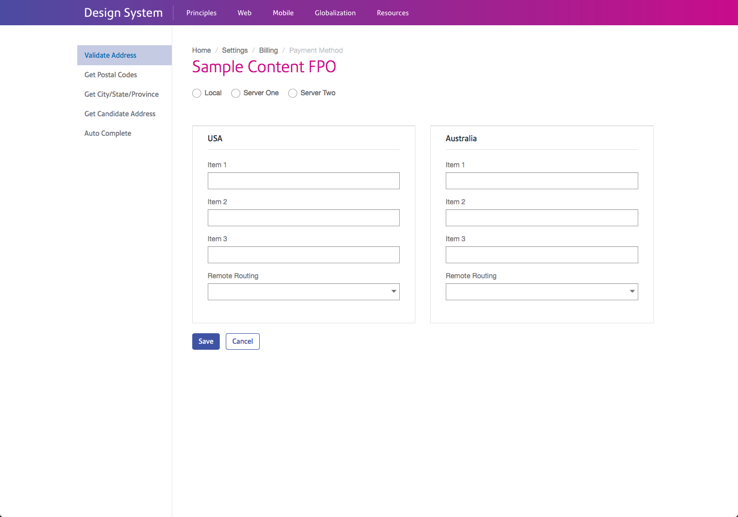 Design System
Principles Web Mobile Globalization Resources
Validate Address
Get Postal Codes
Get City/State/Province
Get Candidate Address
Auto Complete
Home / Settings / Billing / Payment Method
Sample Content FPO
Local Server One Server Two
USA
Item 1
Item 2
Item 3
Remote Routing
Australia
Item 1
Item 2
Item 3
Remote Routing
Save Cancel